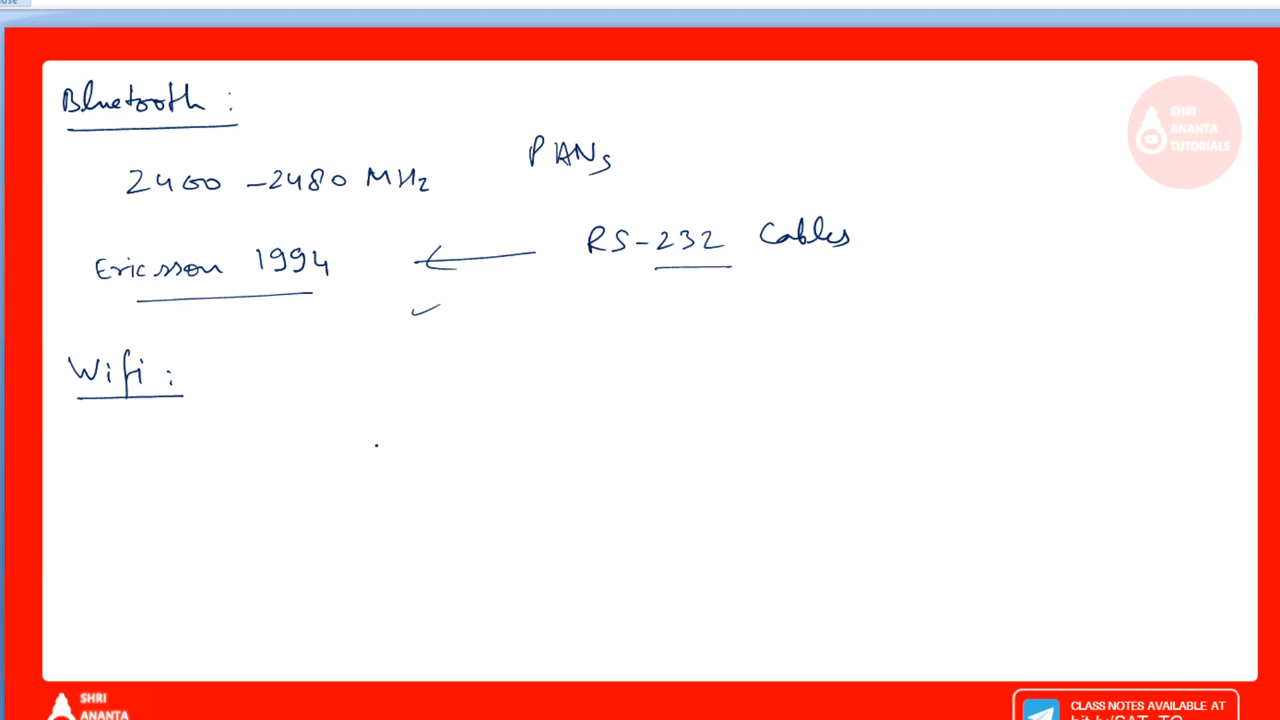 Bluetooth :
PANs
2400 - 2480 MHz
RS-232 Cables
Ericsson 1994
Wifi :
SHRI
ANANTA
TUTORIALS
SHRI
ANANTA
CLASS NOTES AVAILABLE AT